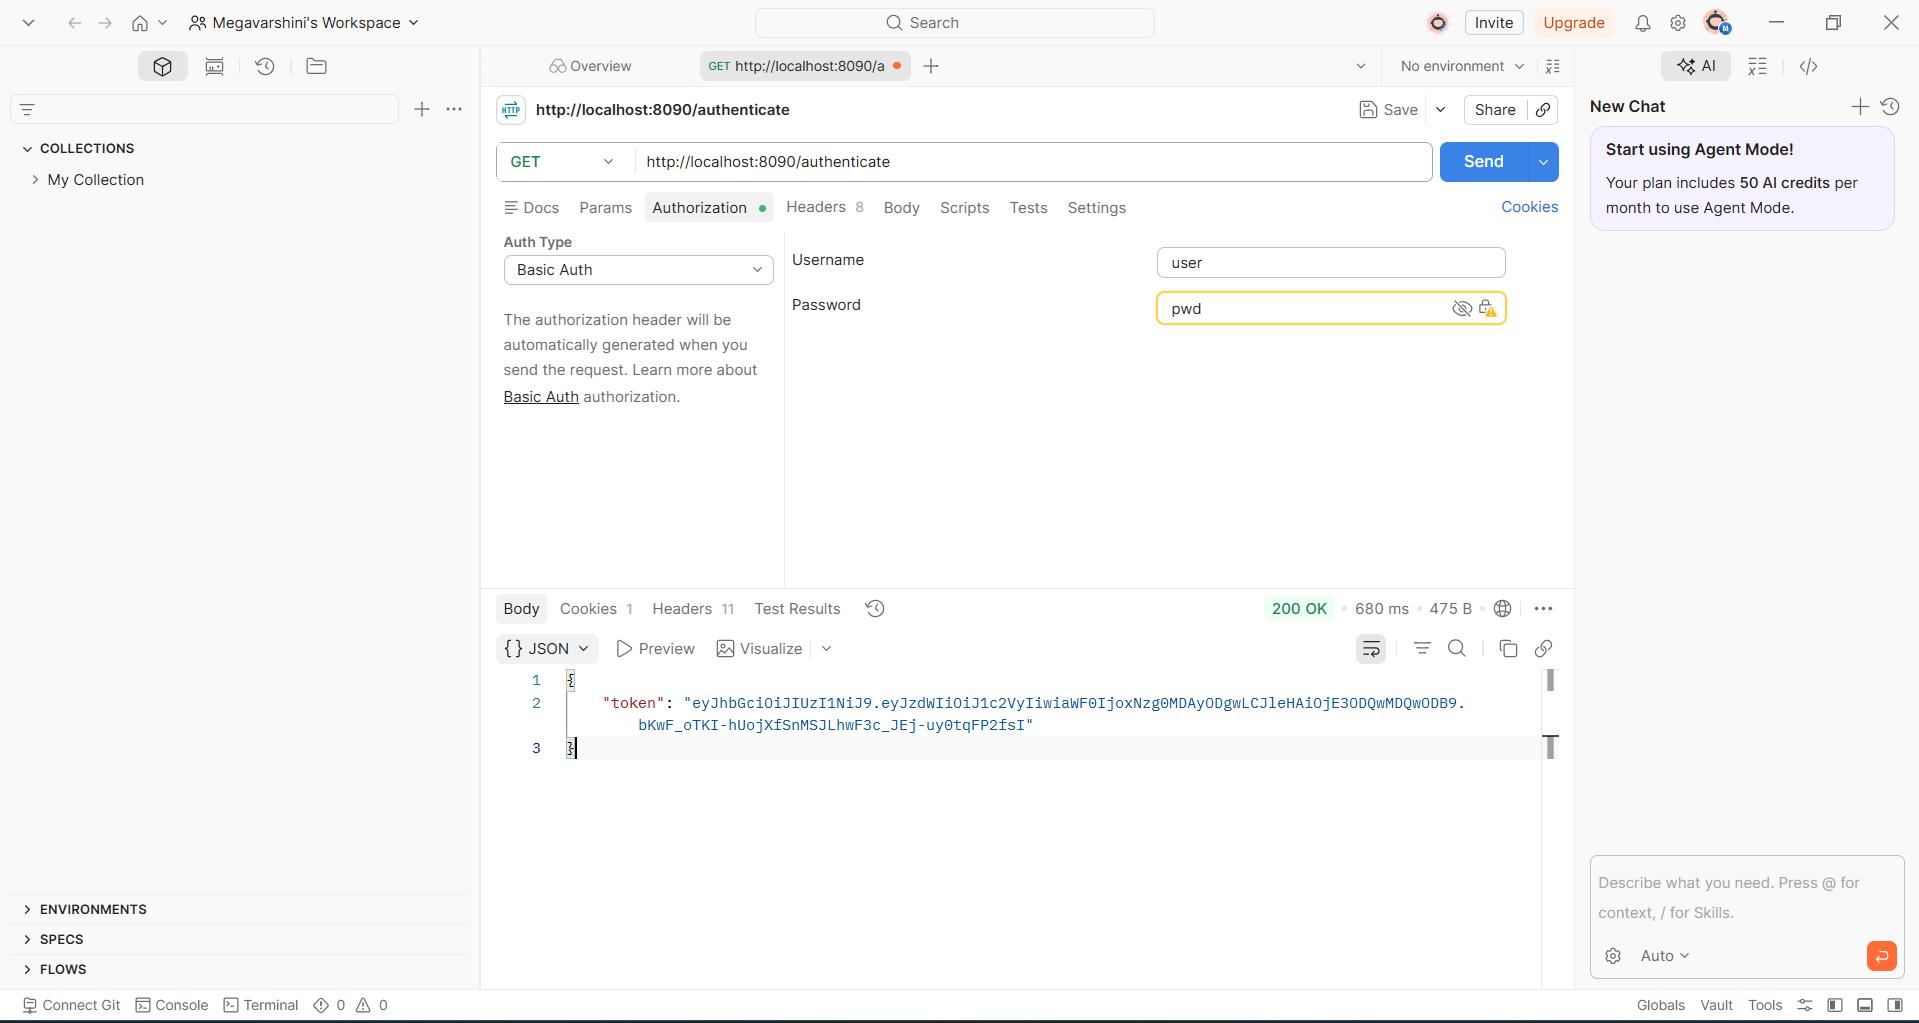 Megavarshini's Workspace
Search
Invite
Upgrade
Overview
GET http://localhost:8090/a
No environment
AI
HTTP http://localhost:8090/authenticate
Save
Share
New Chat
COLLECTIONS
My Collection
GET
http://localhost:8090/authenticate
Send
Start using Agent Mode!
Your plan includes 50 AI credits per
month to use Agent Mode.
Docs
Params
Authorization
Headers 8
Body
Scripts
Tests
Settings
Cookies
Auth Type
Basic Auth
Username
user
Password
pwd
The authorization header will be
automatically generated when you
send the request. Learn more about
Basic Auth authorization.
Body
Cookies 1
Headers 11
Test Results
200 OK
680 ms
475 B
{} JSON
Preview
Visualize
1 {
2 "token": "eyJhbGciOiJIUzI1NiJ9.eyJzdWIiOiJ1c2VyIiwiaWF0IjoxNzg0MDAyODgwLCJleHAiOjE3ODQwMDQwODB9.
bKwF_oTKI-hUojXfSnMSJLhwF3c_JEj-uy0tqFP2fsI"
3 }
Describe what you need. Press @ for
context, / for Skills.
Auto
ENVIRONMENTS
SPECS
FLOWS
Connect Git
Console
Terminal
0
0
Globals
Vault
Tools